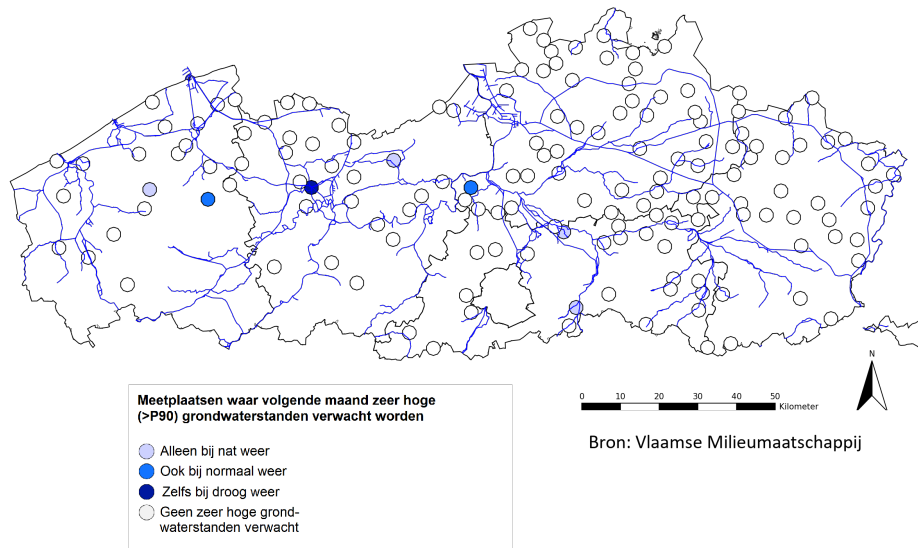 N
0 10 20 30 40 50
Kilometer
Bron: Vlaamse Milieumaatschappij
Meetplaatsen waar volgende maand zeer hoge
(>P90) grondwaterstanden verwacht worden
Alleen bij nat weer
Ook bij normaal weer
Zelfs bij droog weer
Geen zeer hoge grond-
waterstanden verwacht